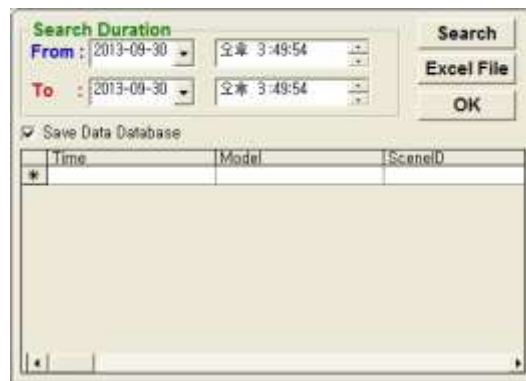 Search Duration
From : 2013-09-30 오후 3:49:54
To : 2013-09-30 오후 3:49:54
Search
Excel File
OK
Save Data Database
Time Model SceneID